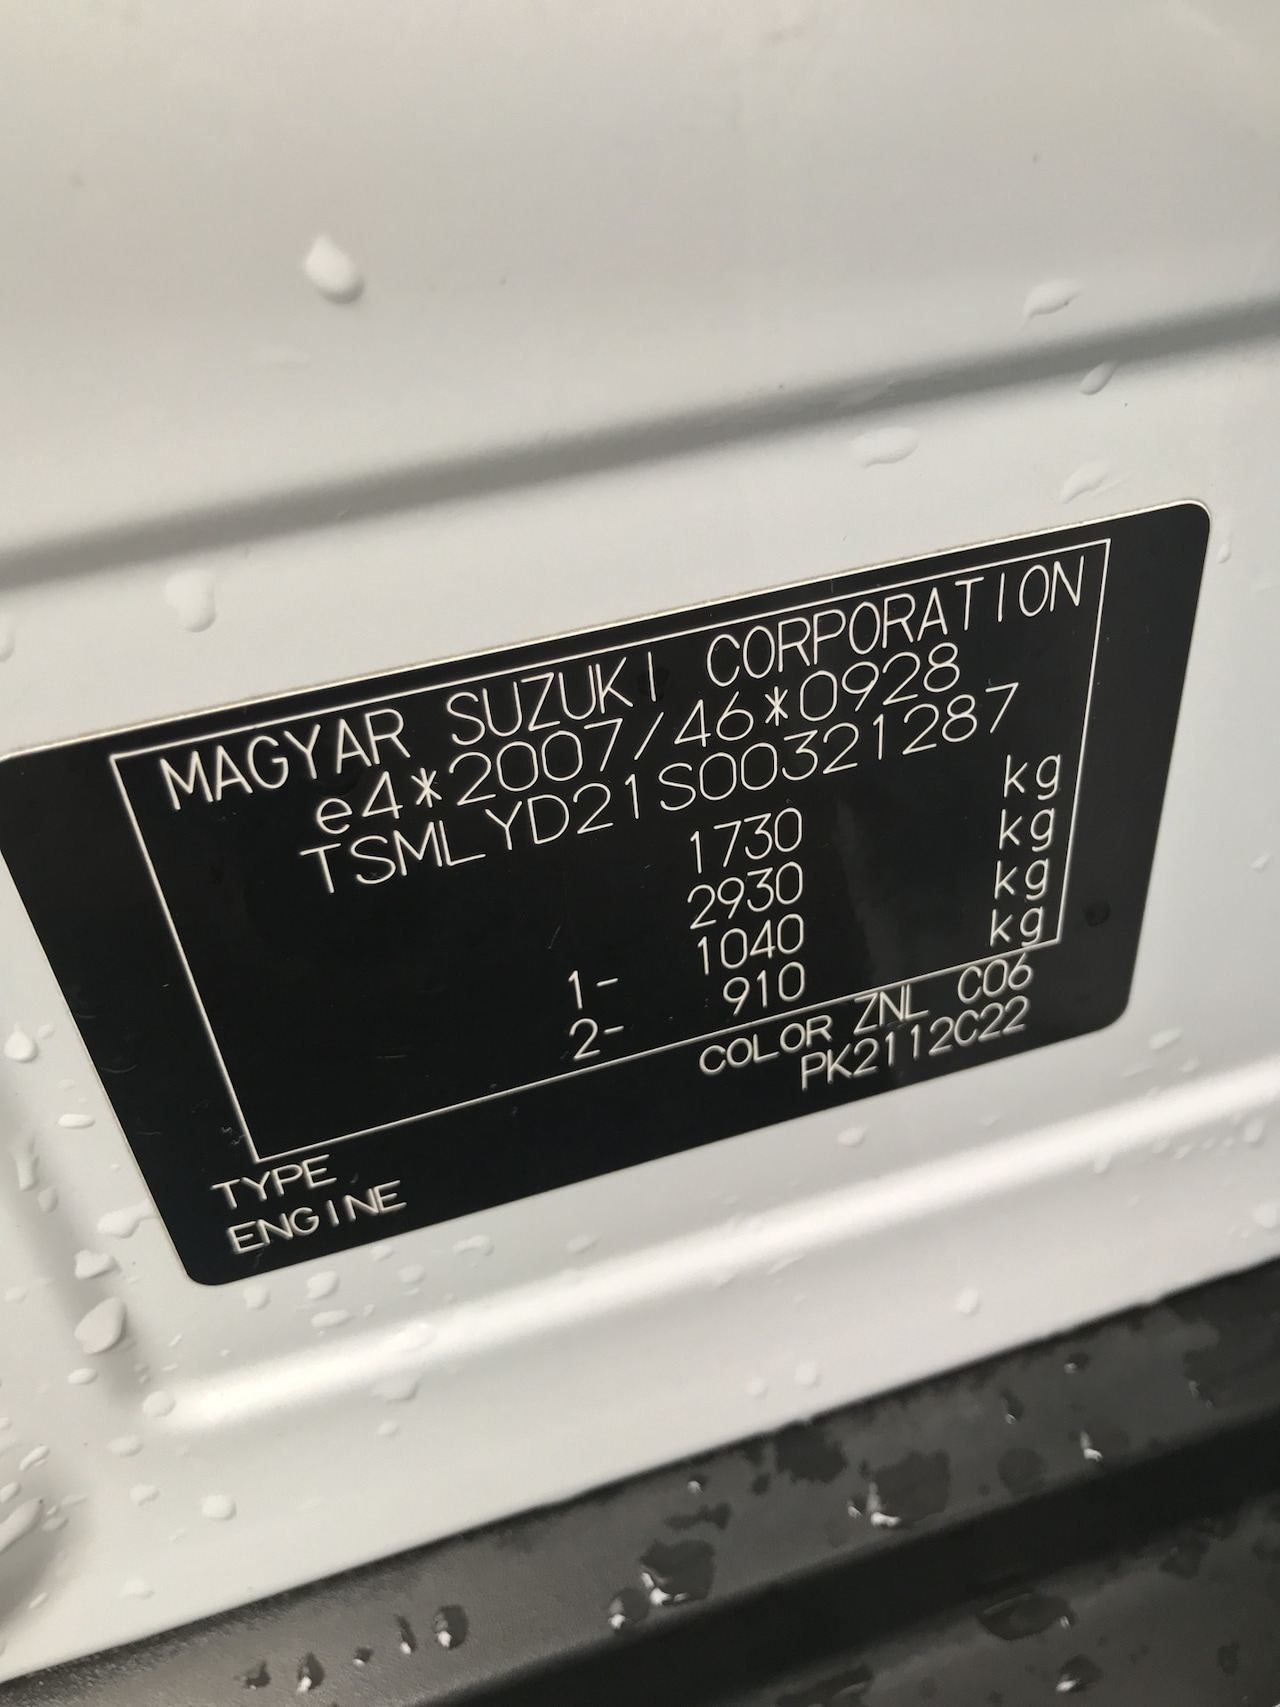 MAGYAR SUZUKI CORPORATION
e4*2007/46*0928
TSMLYD21S00321287
1730 kg
2930 kg
1- 1040 kg
2- 910 kg
COLOR ZNL C06
TYPE PK2112C22
ENGINE